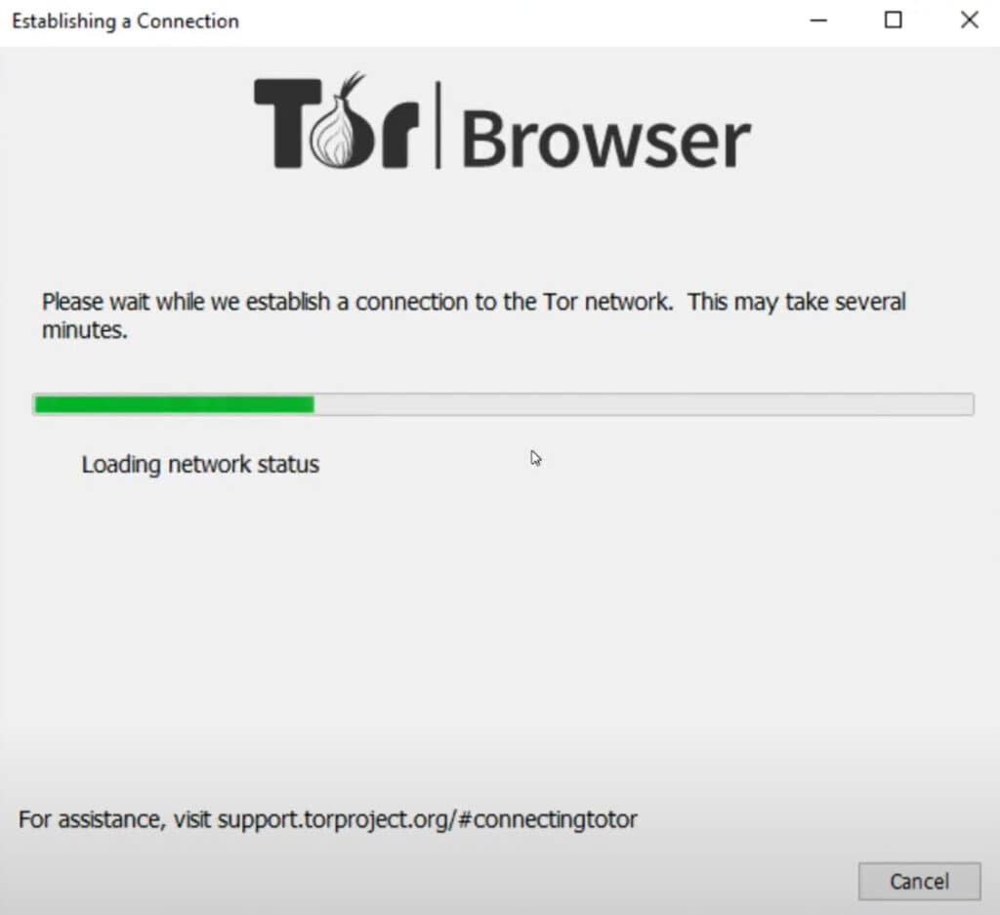 Establishing a Connection
Tor | Browser
Please wait while we establish a connection to the Tor network.  This may take several
minutes.
Loading network status
For assistance, visit support.torproject.org/#connectingtotor
Cancel